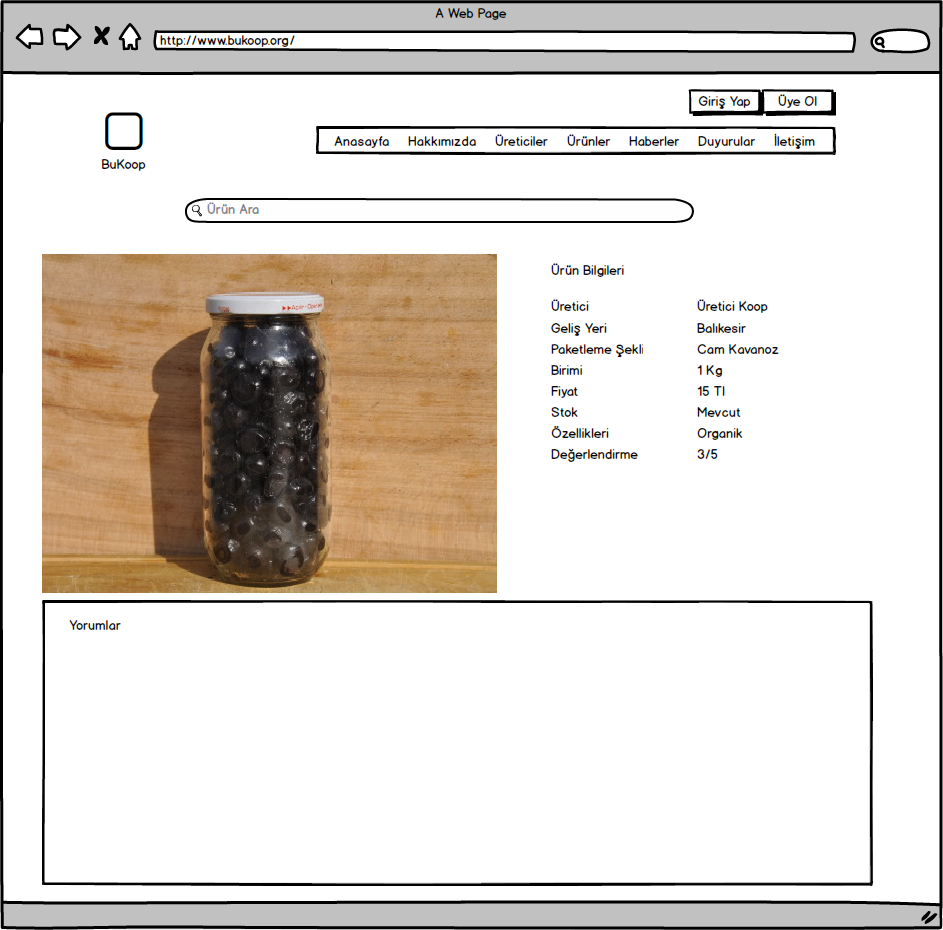 A Web Page
http://www.bukoop.org/
Giriş Yap Üye Ol
BuKoop
Anasayfa Hakkımızda Üreticiler Ürünler Haberler Duyurular İletişim
Ürün Ara
Ürün Bilgileri
Üretici Üretici Koop
Geliş Yeri Balıkesir
Paketleme Şekli Cam Kavanoz
Birimi 1 Kg
Fiyat 15 Tl
Stok Mevcut
Özellikleri Organik
Değerlendirme 3/5
Yorumlar